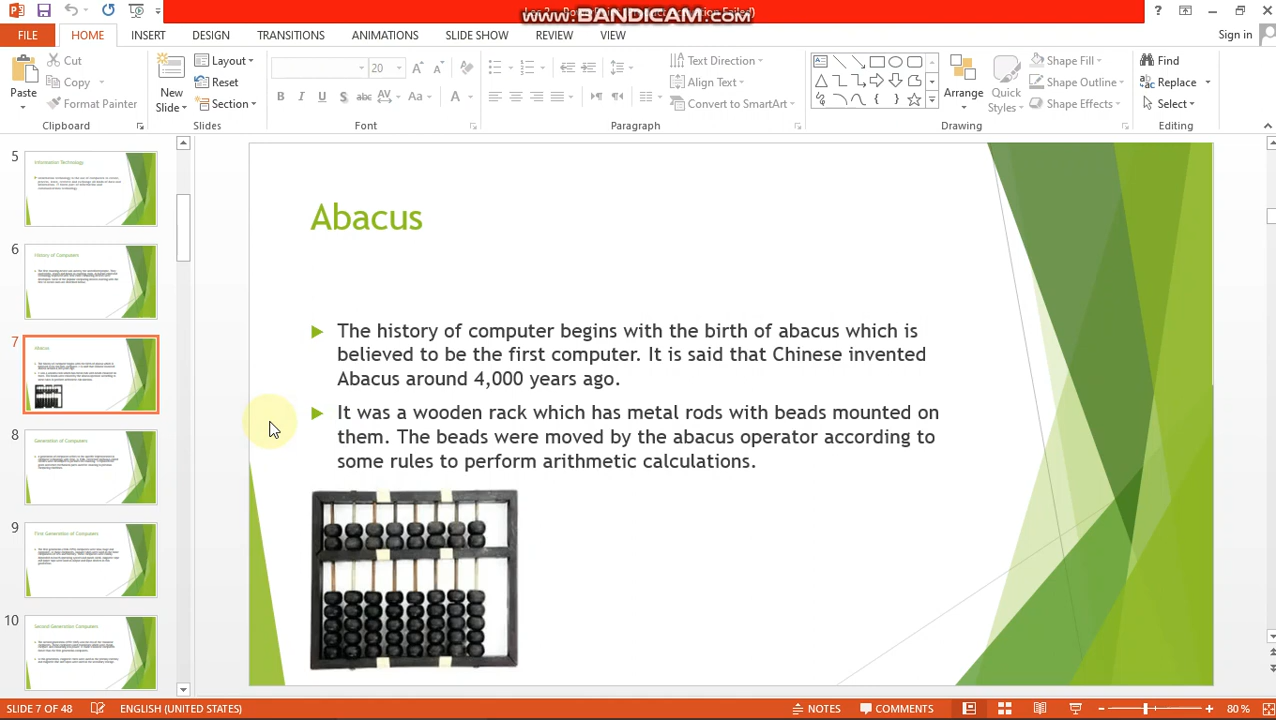 www.BANDICAM.com
FILE HOME INSERT DESIGN TRANSITIONS ANIMATIONS SLIDE SHOW REVIEW VIEW Sign in
Cut
Copy
Format Painter
Paste
Clipboard
New
Slide
Layout
Reset
Section
Slides
20
Font
Text Direction
Align Text
Convert to SmartArt
Paragraph
Arrange
Quick
Styles
Shape Fill
Shape Outline
Shape Effects
Drawing
Find
Replace
Select
Editing
5
Information Technology
6
History of Computers
7
Abacus
8
Generation of Computers
9
First Generation of Computers
10
Second Generation Computers
Abacus
The history of computer begins with the birth of abacus which is
believed to be the first computer. It is said that Chinese invented
Abacus around 4,000 years ago.
It was a wooden rack which has metal rods with beads mounted on
them. The beads were moved by the abacus operator according to
some rules to perform arithmetic calculations.
SLIDE 7 OF 48 ENGLISH (UNITED STATES) NOTES COMMENTS 80 %